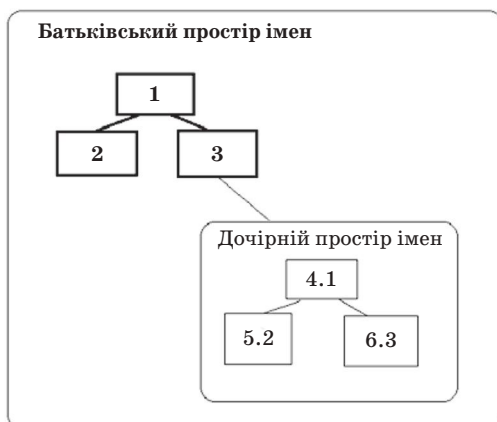 Батьківський простір імен
1
2 3
Дочірній простір імен
4.1
5.2 6.3